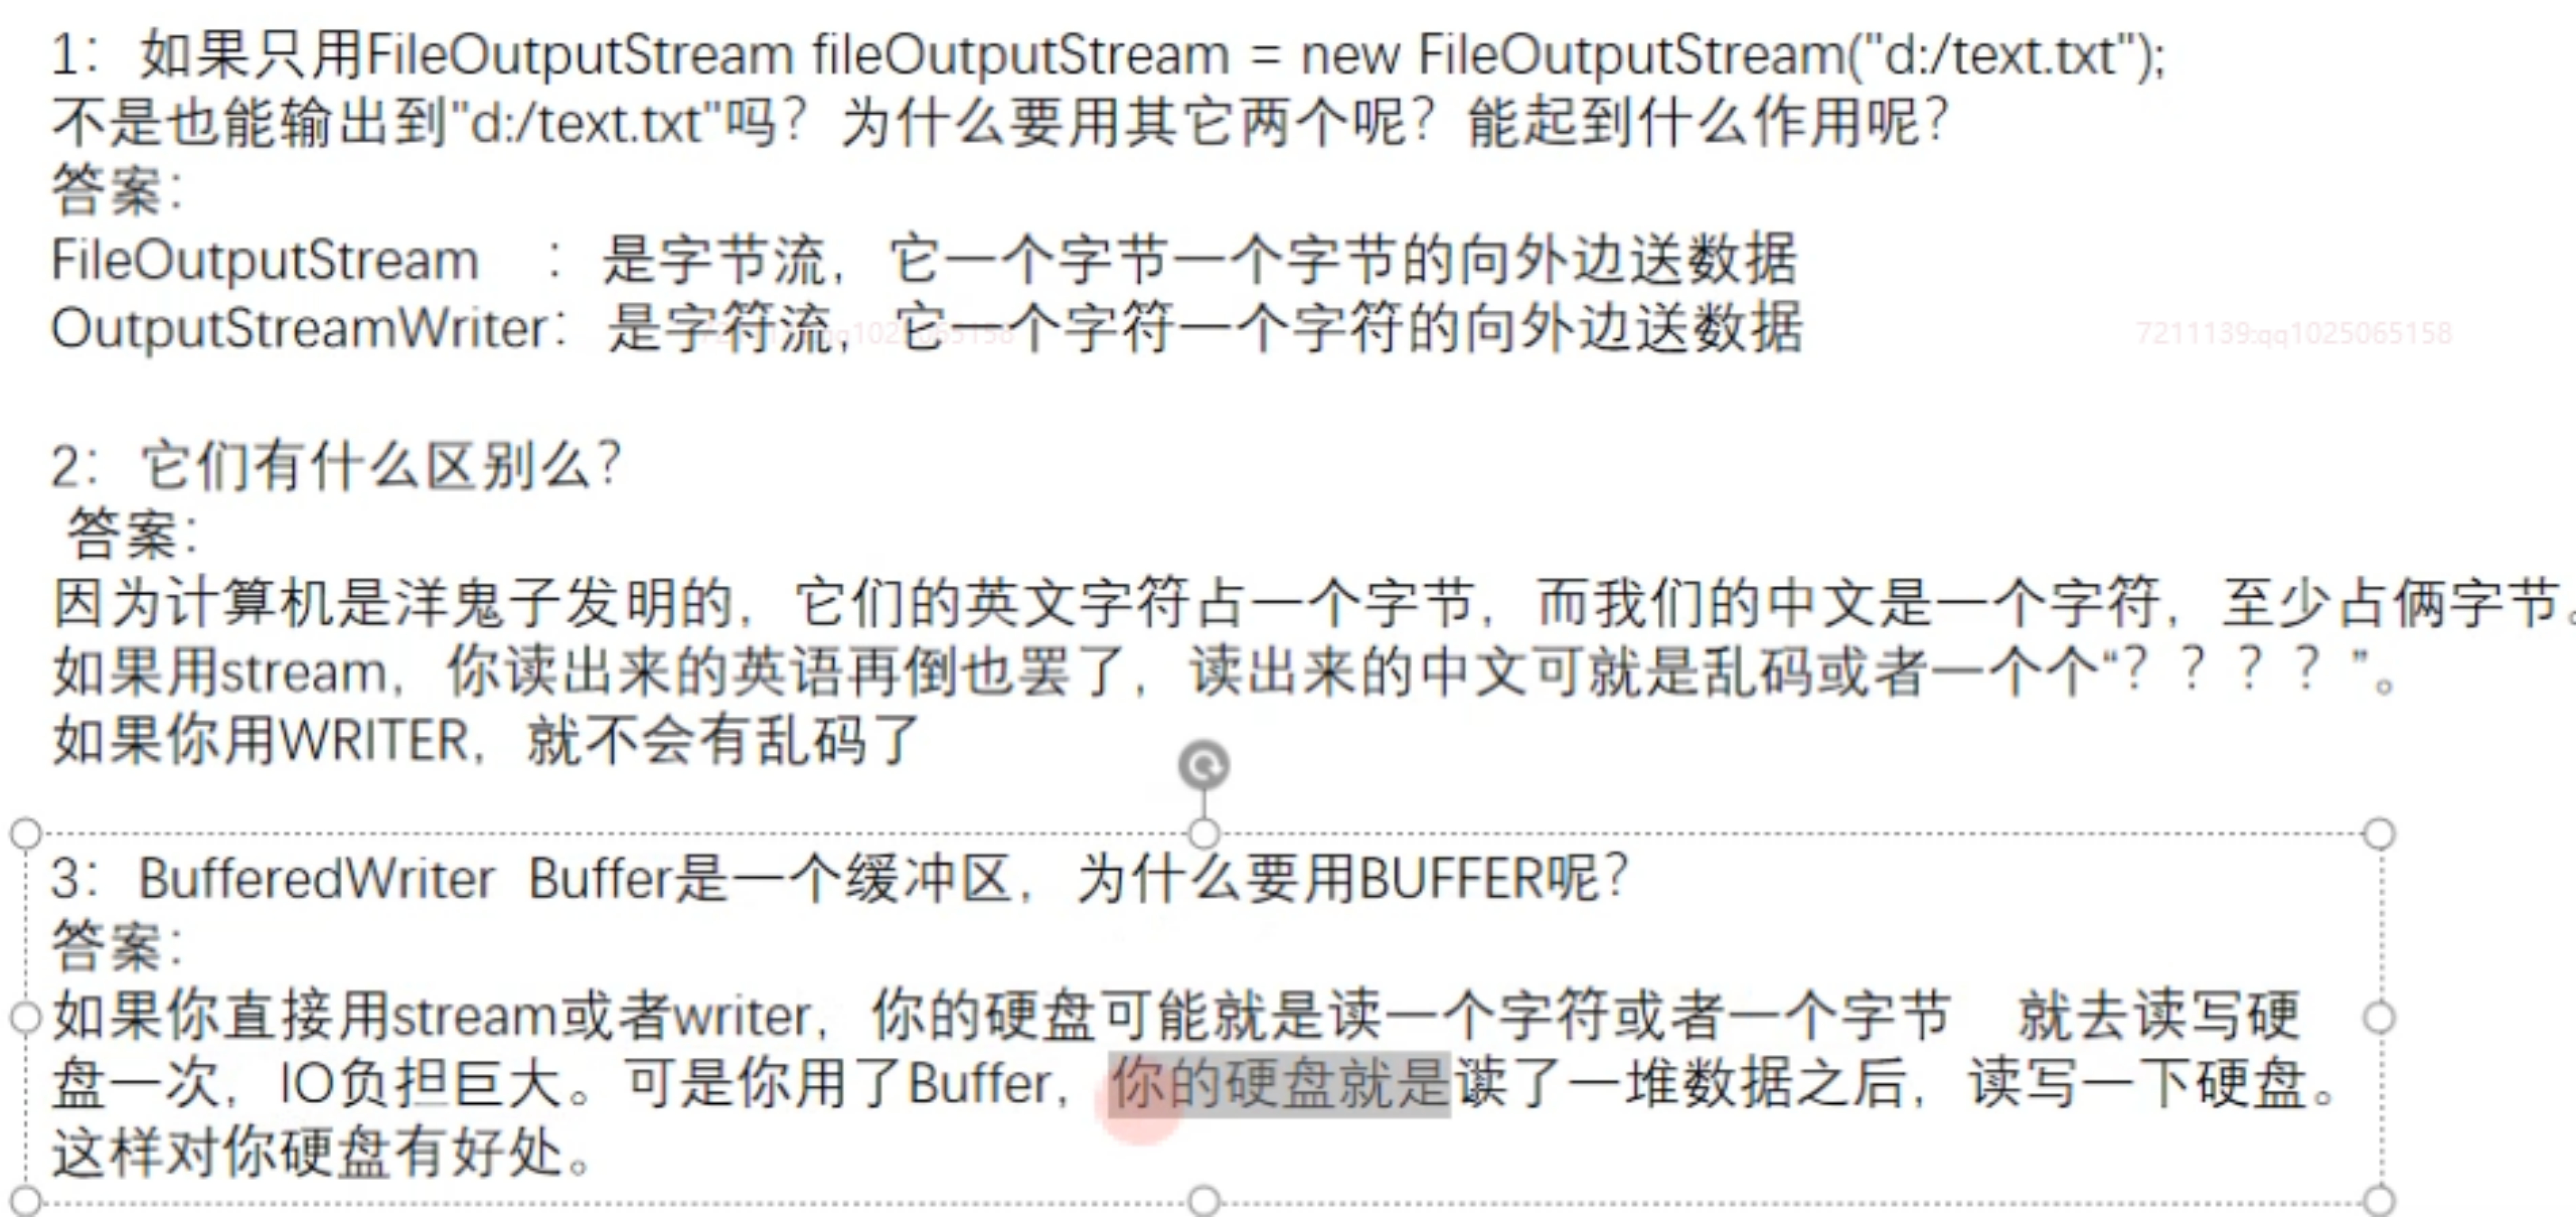 1：如果只用FileOutputStream fileOutputStream = new FileOutputStream("d:/text.txt");
不是也能输出到"d:/text.txt"吗？为什么要用其它两个呢？能起到什么作用呢？
答案：
FileOutputStream ：是字节流，它一个字节一个字节的向外边送数据
OutputStreamWriter：是字符流，它一个字符一个字符的向外边送数据
7211139:qq1025065158
7211139:qq1025065158
2：它们有什么区别么？
答案：
因为计算机是洋鬼子发明的，它们的英文字符占一个字节，而我们的中文是一个字符，至少占俩字节。
如果用stream，你读出来的英语再倒也罢了，读出来的中文可就是乱码或者一个个“？？？？”。
如果你用WRITER，就不会有乱码了
3：BufferedWriter Buffer是一个缓冲区，为什么要用BUFFER呢？
答案：
如果你直接用stream或者writer，你的硬盘可能就是读一个字符或者一个字节 就去读写硬
盘一次，IO负担巨大。可是你用了Buffer，你的硬盘就是读了一堆数据之后，读写一下硬盘。
这样对你硬盘有好处。